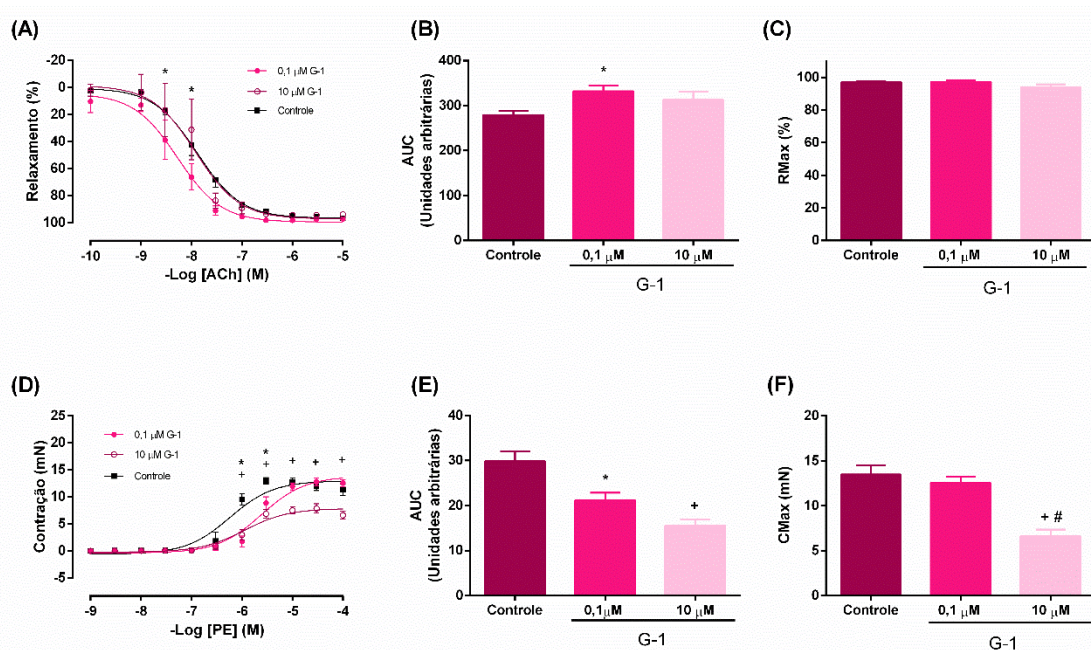 (A)
-20
0
20
40
60
80
100
Relaxamento (%)
* *
0,1 μM G-1
10 μM G-1
Controle
-10 -9 -8 -7 -6 -5
-Log [ACh] (M)
(B)
400
300
200
100
0
AUC
(Unidades arbitrárias)
*
Controle 0,1 μM 10 μM
G-1
(C)
100
80
60
40
20
0
RMax (%)
Controle 0,1 μM 10 μM
G-1
(D)
25
20
15
10
5
0
-5
Contração (mN)
0,1 μM G-1
10 μM G-1
Controle
* *
+ + + + +
-9 -8 -7 -6 -5 -4
-Log [PE] (M)
(E)
40
30
20
10
0
AUC
(Unidades arbitrárias)
*
+
Controle 0,1 μM 10 μM
G-1
(F)
20
15
10
5
0
CMax (mN)
+ #
Controle 0,1 μM 10 μM
G-1